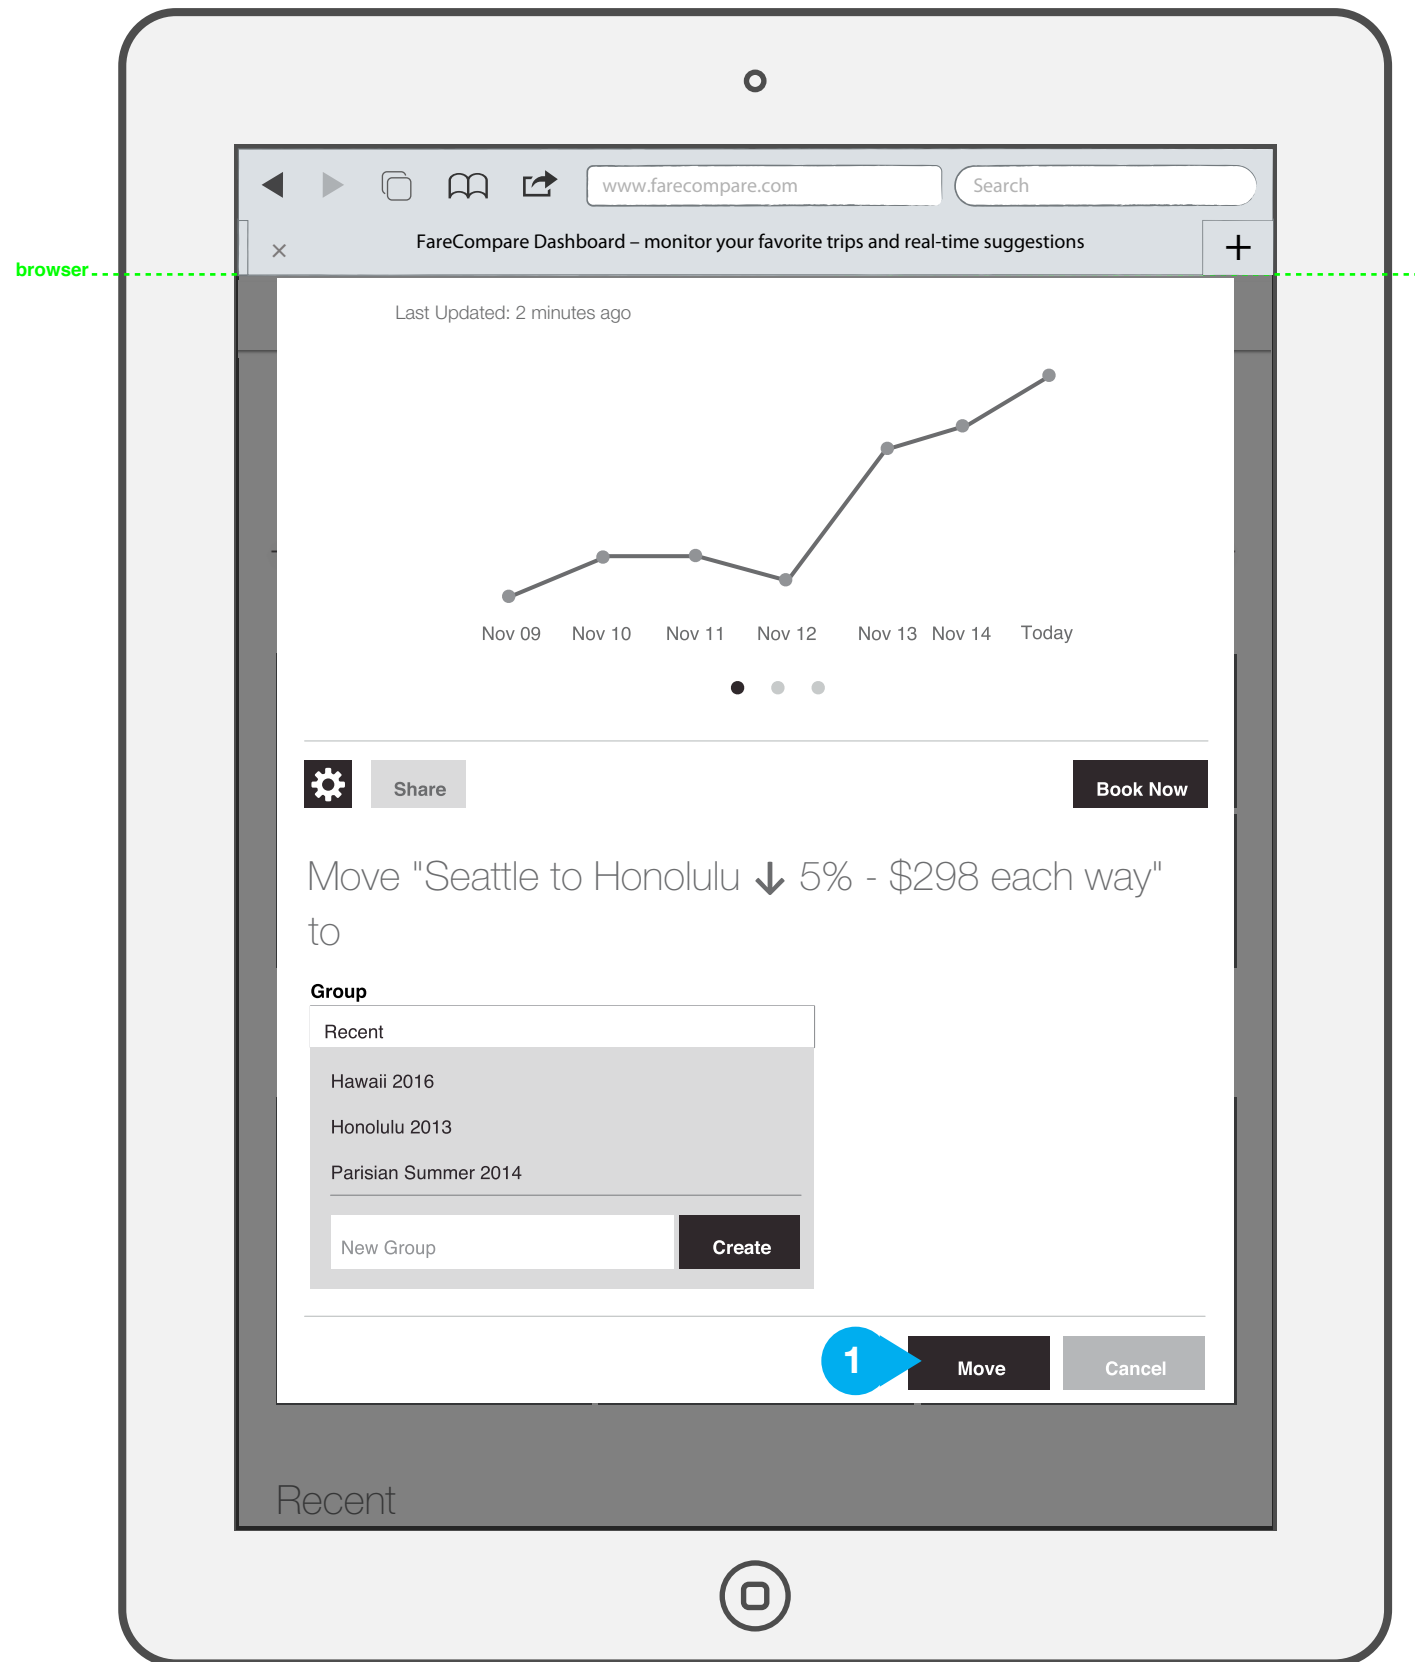 www.farecompare.com
Search
FareCompare Dashboard – monitor your favorite trips and real-time suggestions
browser
Last Updated: 2 minutes ago
Nov 09 Nov 10 Nov 11 Nov 12 Nov 13 Nov 14 Today
Share
Book Now
Move "Seattle to Honolulu ↓ 5% - $298 each way"
to
Group
Recent
Hawaii 2016
Honolulu 2013
Parisian Summer 2014
New Group
Create
1
Move
Cancel
Recent